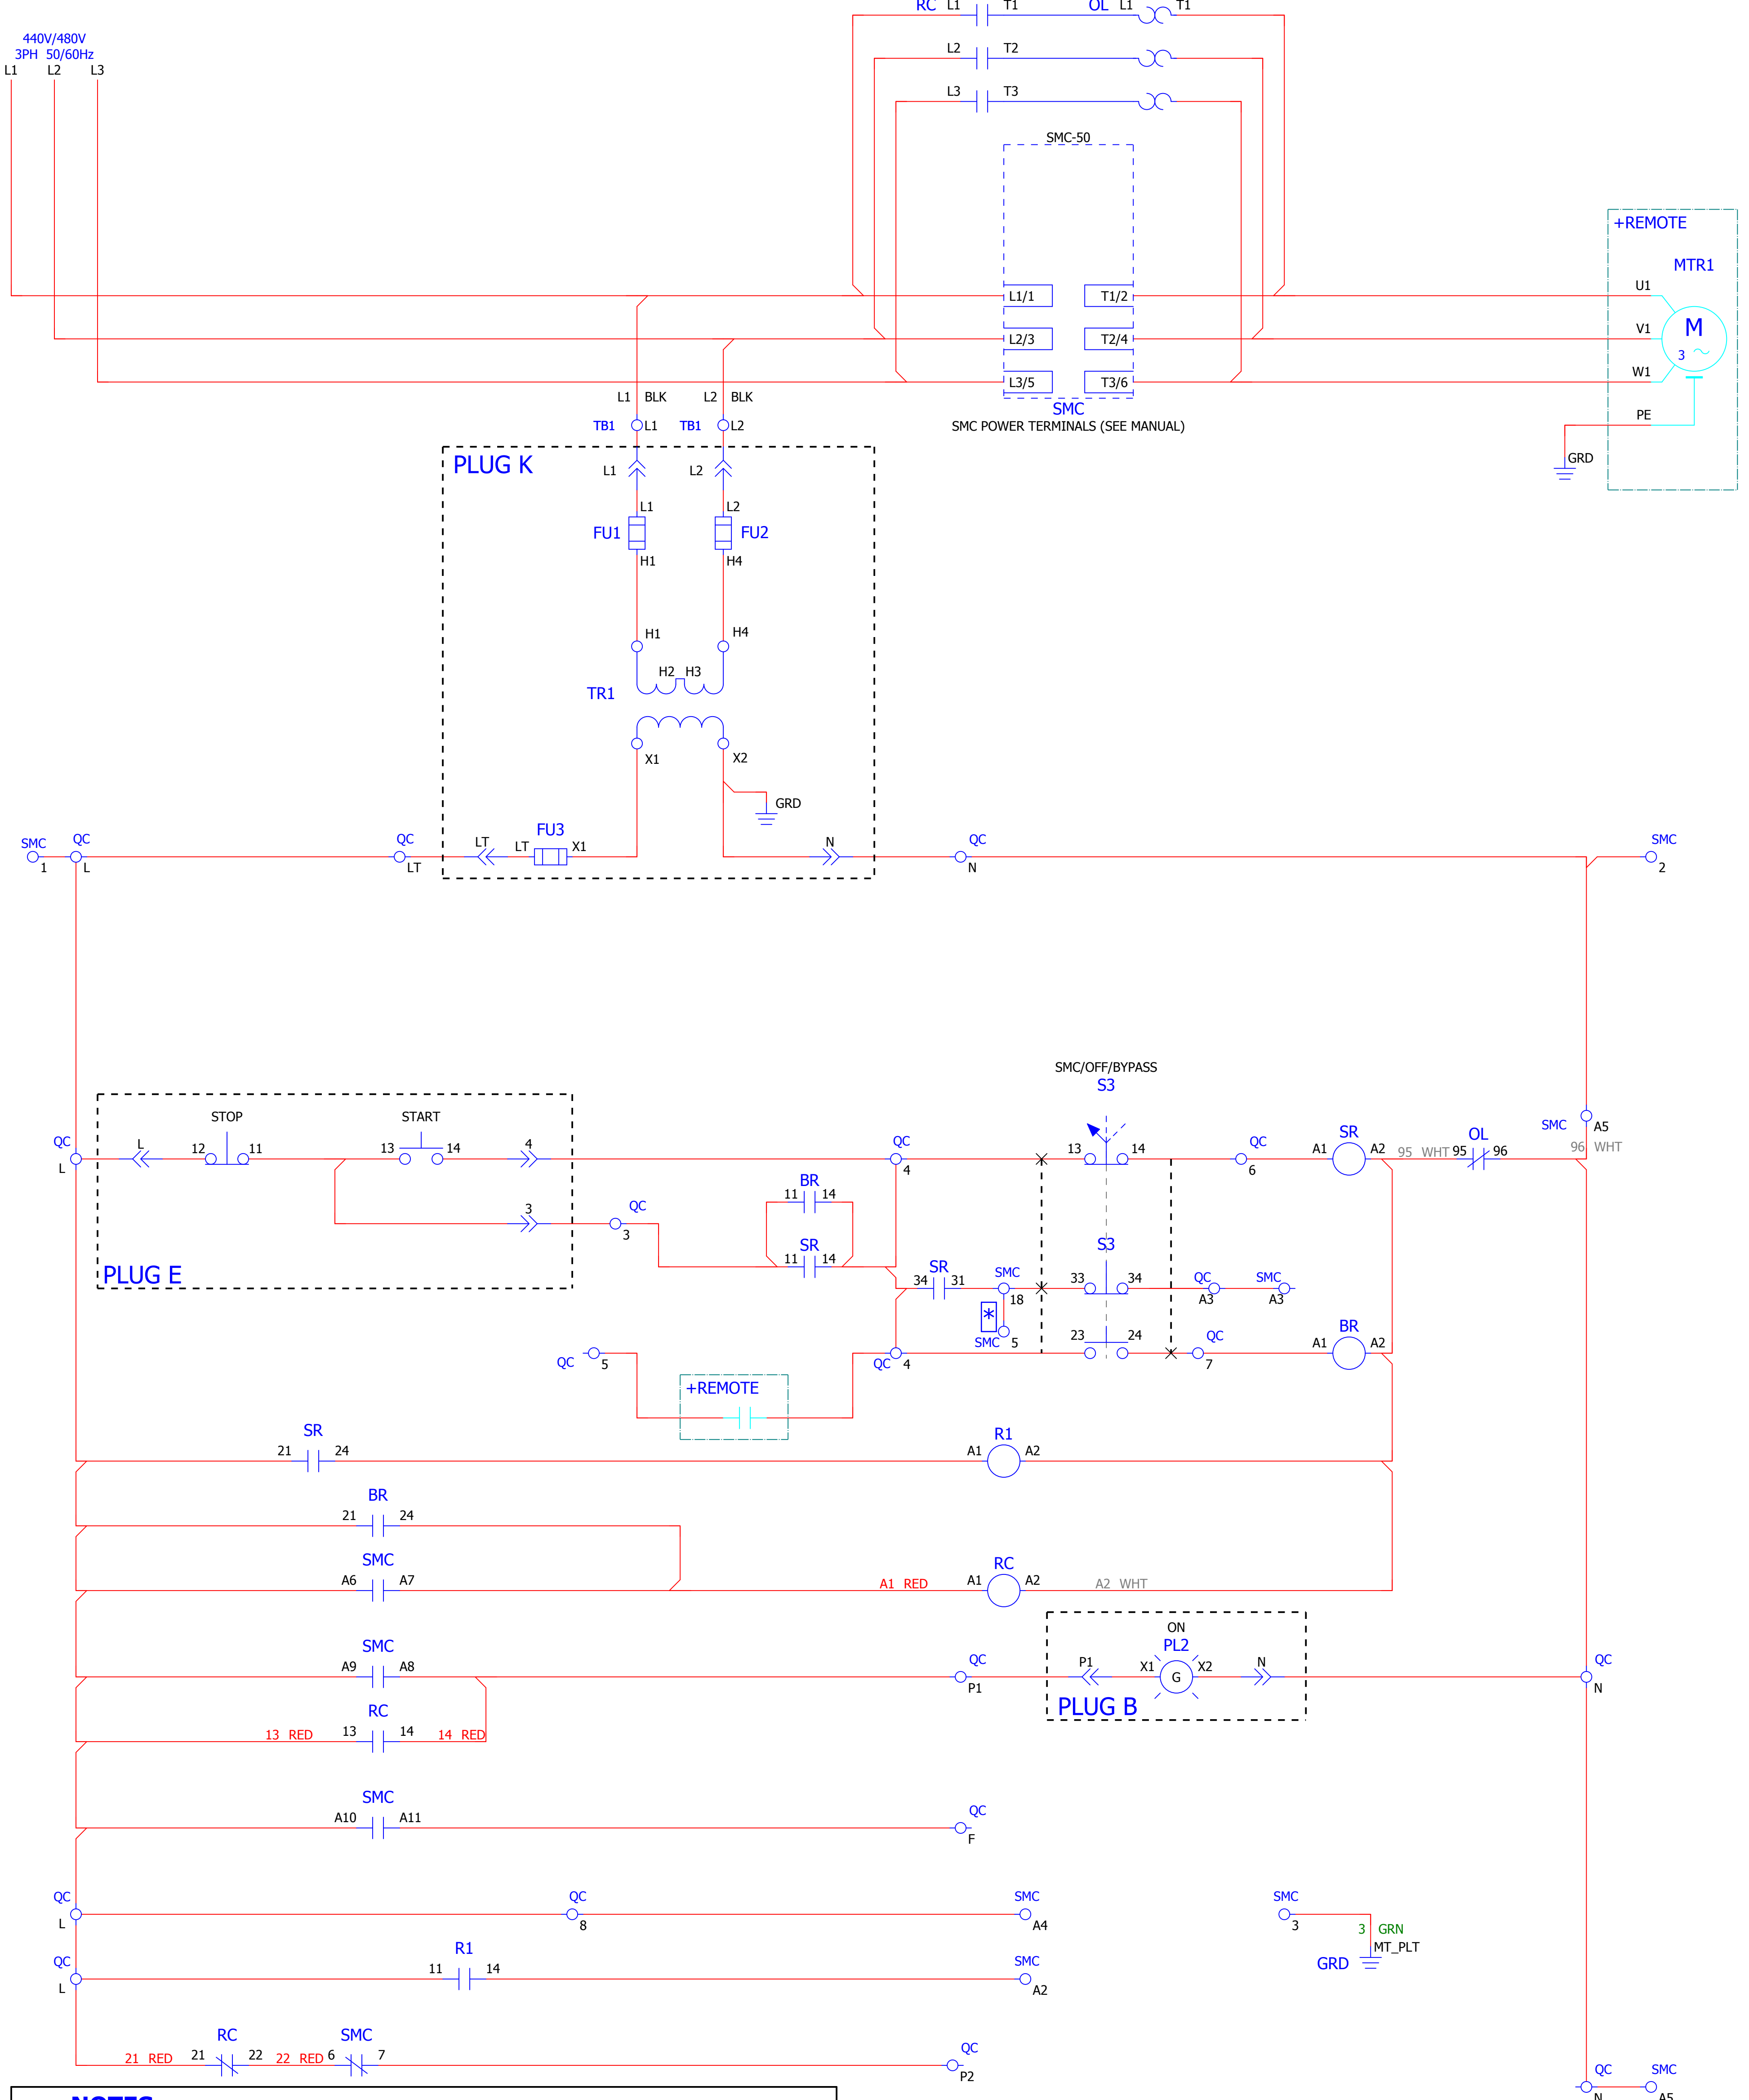 RC L1 T1 OL L1 T1
440V/480V
3PH 50/60Hz
L1 L2 L3
L2 T2
L3 T3
SMC-50
+REMOTE
MTR1
U1
L1/1 T1/2
M
3
V1
L2/3 T2/4
W1
L3/5 T3/6
L1 BLK L2 BLK
SMC
PE
TB1 L1 TB1 L2
SMC POWER TERMINALS (SEE MANUAL)
GRD
PLUG K
L1 L2
L1 L2
FU1 FU2
H1 H4
H1 H4
H2 H3
TR1
X1 X2
GRD
FU3
SMC QC QC LT LT X1 N QC SMC
1 L LT N 2
SMC/OFF/BYPASS
S3
STOP START
SMC A5
QC L 12 11 13 14 4 QC 13 14 QC SR OL 96 WHT
A1 A2 95 WHT 95 96
L 4 6
BR
11 14
3 QC
3
SR
11 14
S3
PLUG E
SR
34 31 SMC 33 34 QC SMC
18 A3 A3
*
SMC 5
23 24 QC BR
A1 A2
QC 5 QC 4 7
+REMOTE
SR R1
21 24 A1 A2
BR
21 24
SMC RC
A6 A7 A1 RED A1 A2 A2 WHT
ON
SMC PL2
A9 A8 QC P1 X1 G X2 N QC
P1 N
PLUG B
RC
13 RED 13 14 14 RED
SMC
A10 A11 QC
F
QC QC SMC SMC
L 8 A4 3
3 GRN
MT_PLT
GRD
QC R1 SMC
11 14
L A2
RC SMC
21 RED 21 22 22 RED 6 7 QC
P2
QC SMC
N A5
NOTES